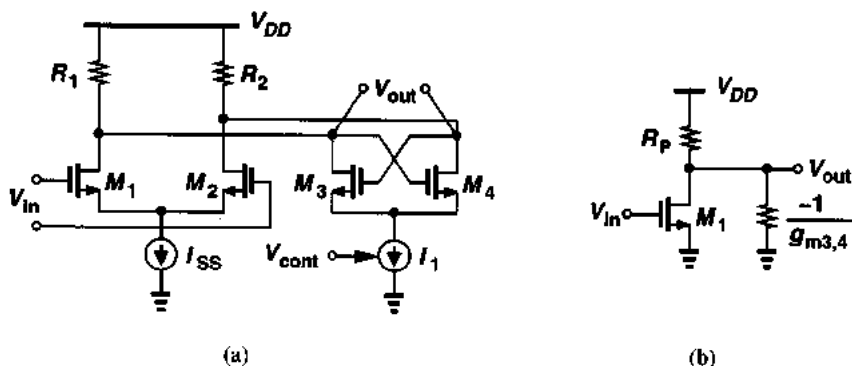 V_DD
R_1
R_2
V_out
V_in
M_1
M_2
M_3
M_4
I_SS
V_cont
I_1
(a)
V_DD
R_P
V_out
V_in
M_1
-1
g_m3,4
(b)